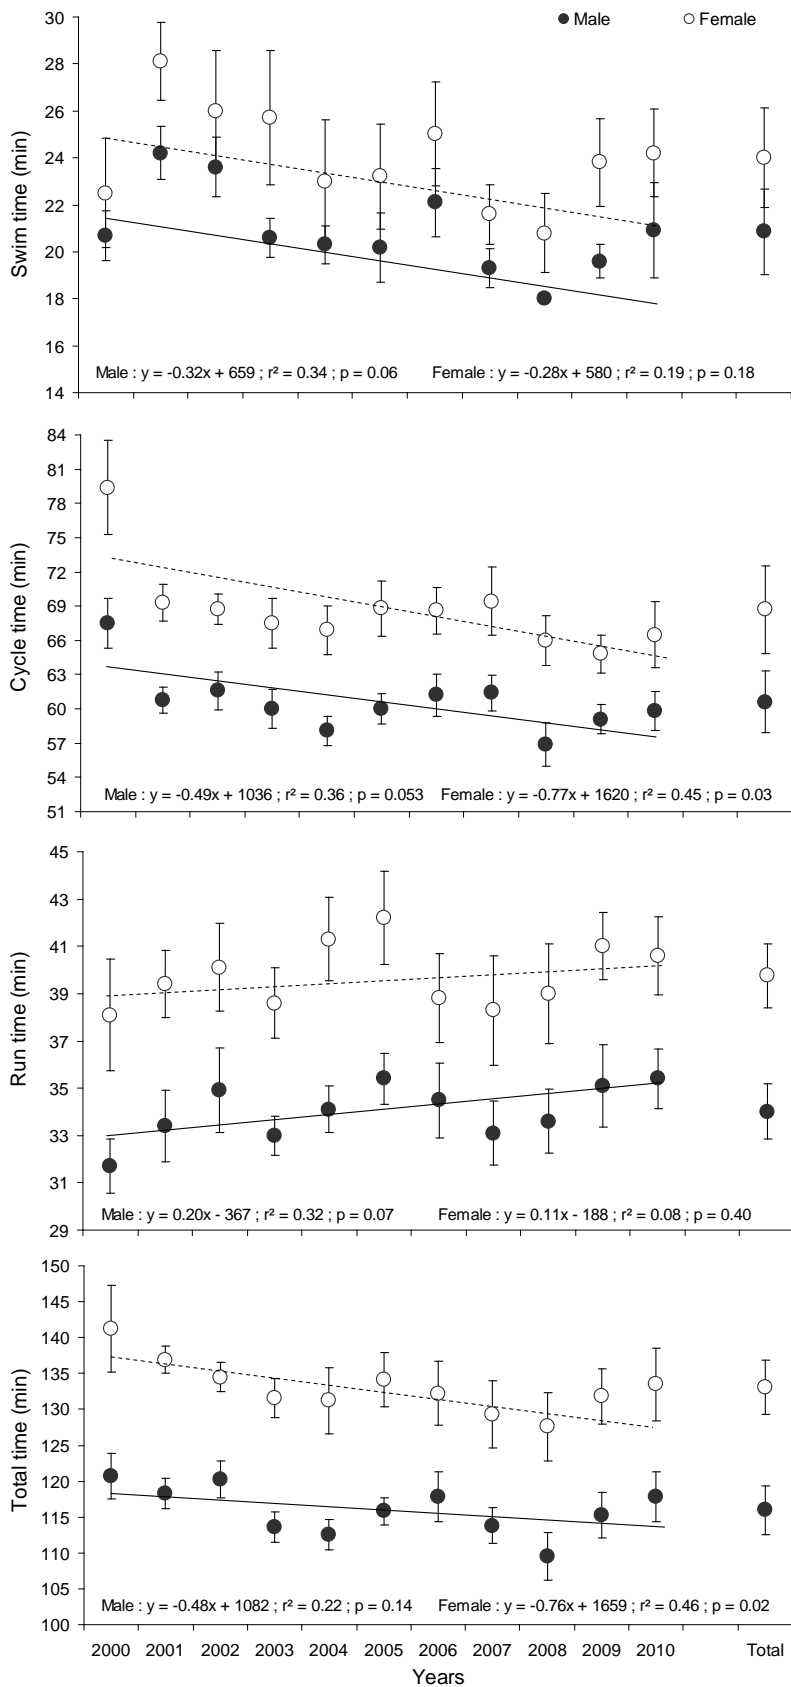 30
Male
Female
28
26
24
22
20
18
16
14
Swim time (min)
Male : y = -0.32x + 659 ; r² = 0.34 ; p = 0.06
Female : y = -0.28x + 580 ; r² = 0.19 ; p = 0.18
84
81
78
75
72
69
66
63
60
57
54
51
Cycle time (min)
Male : y = -0.49x + 1036 ; r² = 0.36 ; p = 0.053
Female : y = -0.77x + 1620 ; r² = 0.45 ; p = 0.03
45
43
41
39
37
35
33
31
29
Run time (min)
Male : y = 0.20x - 367 ; r² = 0.32 ; p = 0.07
Female : y = 0.11x - 188 ; r² = 0.08 ; p = 0.40
150
145
140
135
130
125
120
115
110
105
100
Total time (min)
Male : y = -0.48x + 1082 ; r² = 0.22 ; p = 0.14
Female : y = -0.76x + 1659 ; r² = 0.46 ; p = 0.02
2000 2001 2002 2003 2004 2005 2006 2007 2008 2009 2010 Total
Years